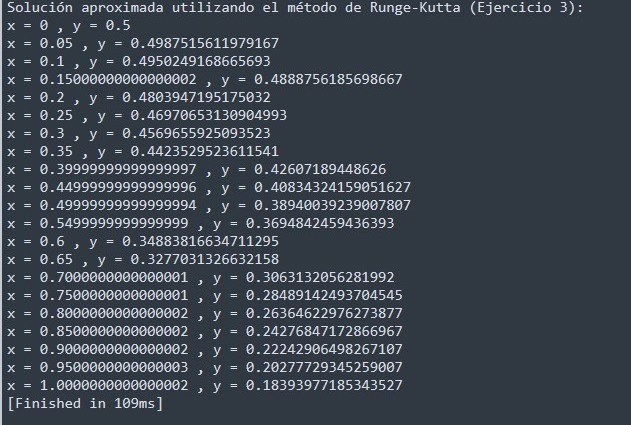 Solución aproximada utilizando el método de Runge-Kutta (Ejercicio 3):
x = 0 , y = 0.5
x = 0.05 , y = 0.4987515611979167
x = 0.1 , y = 0.4950249168665693
x = 0.15000000000000002 , y = 0.4888756185698667
x = 0.2 , y = 0.4803947195175032
x = 0.25 , y = 0.46970653130904993
x = 0.3 , y = 0.4569655925093523
x = 0.35 , y = 0.4423529523611541
x = 0.39999999999999997 , y = 0.42607189448626
x = 0.44999999999999996 , y = 0.40834324159051627
x = 0.49999999999999994 , y = 0.38940039239007807
x = 0.5499999999999999 , y = 0.3694842459436393
x = 0.6 , y = 0.34883816634711295
x = 0.65 , y = 0.3277031326632158
x = 0.7000000000000001 , y = 0.3063132056281992
x = 0.7500000000000001 , y = 0.28489142493704545
x = 0.8000000000000002 , y = 0.26364622976273877
x = 0.8500000000000002 , y = 0.24276847172866967
x = 0.9000000000000002 , y = 0.22242906498267107
x = 0.9500000000000003 , y = 0.20277729345259007
x = 1.0000000000000002 , y = 0.18393977185343527
[Finished in 109ms]